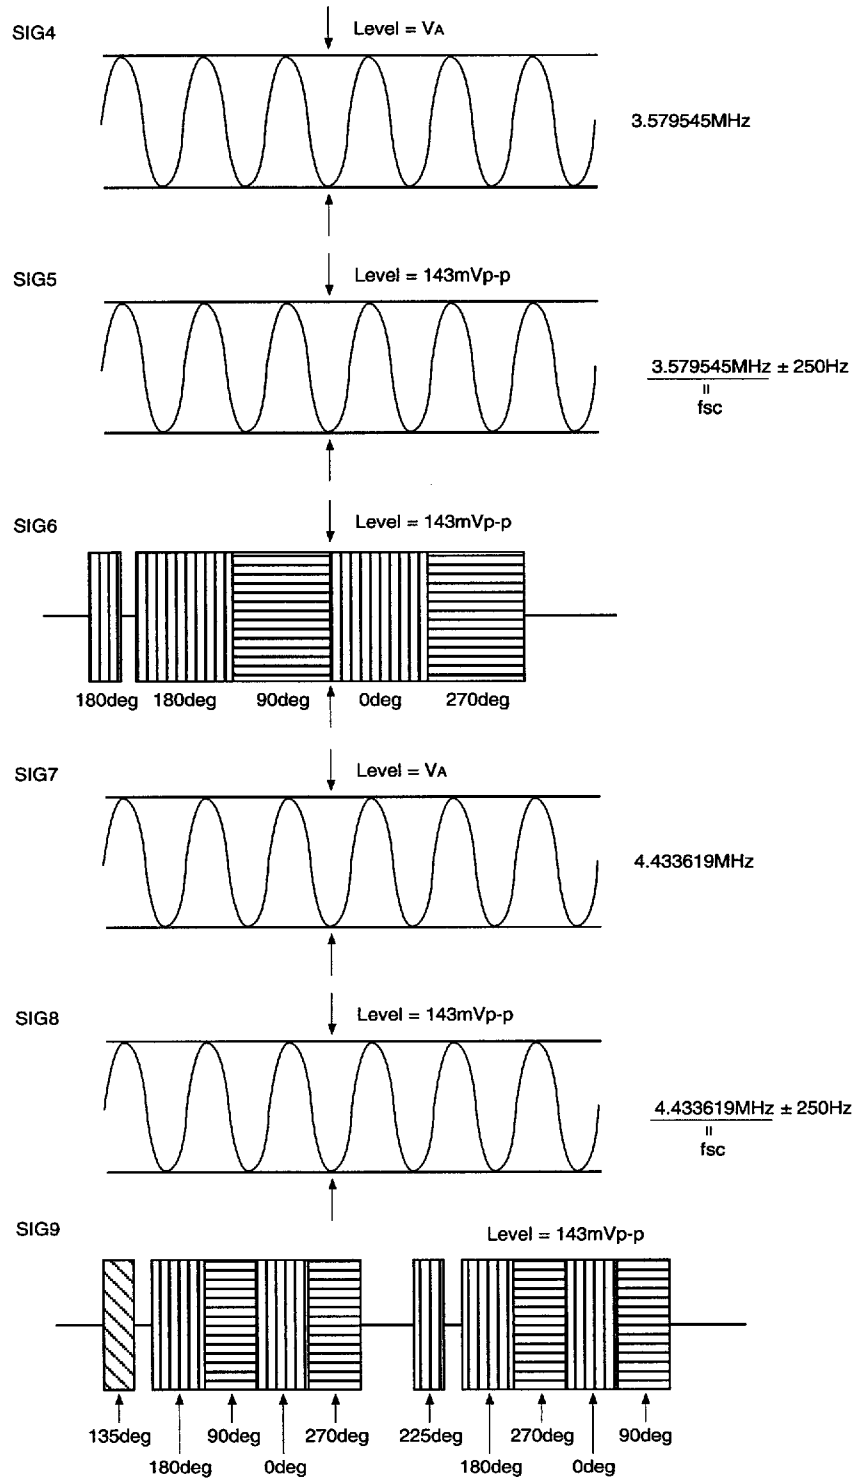 SIG4
Level = VA
3.579545MHz
SIG5
Level = 143mVp-p
3.579545MHz ± 250Hz
=
fsc
SIG6
Level = 143mVp-p
180deg 180deg 90deg 0deg 270deg
SIG7
Level = VA
4.433619MHz
SIG8
Level = 143mVp-p
4.433619MHz ± 250Hz
=
fsc
SIG9
Level = 143mVp-p
135deg 90deg 270deg 225deg 270deg 90deg
180deg 0deg 180deg 0deg